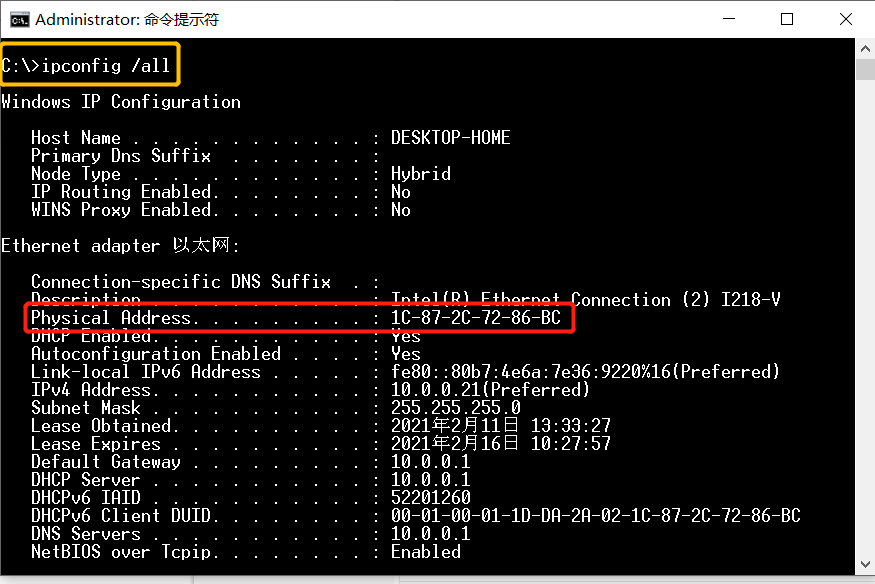 Administrator: 命令提示符
C:\>ipconfig /all
Windows IP Configuration
Host Name . . . . . . . . . . . . : DESKTOP-HOME
Primary Dns Suffix  . . . . . . . :
Node Type . . . . . . . . . . . . : Hybrid
IP Routing Enabled. . . . . . . . : No
WINS Proxy Enabled. . . . . . . . : No
Ethernet adapter 以太网:
Connection-specific DNS Suffix  . :
Description . . . . . . . . . . . : Intel(R) Ethernet Connection (2) I218-V
Physical Address. . . . . . . . . : 1C-87-2C-72-86-BC
DHCP Enabled. . . . . . . . . . . : Yes
Autoconfiguration Enabled . . . . : Yes
Link-local IPv6 Address . . . . . : fe80::80b7:4e6a:7e36:9220%16(Preferred)
IPv4 Address. . . . . . . . . . . : 10.0.0.21(Preferred)
Subnet Mask . . . . . . . . . . . : 255.255.255.0
Lease Obtained. . . . . . . . . . : 2021年2月11日 13:33:27
Lease Expires . . . . . . . . . . : 2021年2月16日 10:27:57
Default Gateway . . . . . . . . . : 10.0.0.1
DHCP Server . . . . . . . . . . . : 10.0.0.1
DHCPv6 IAID . . . . . . . . . . . : 52201260
DHCPv6 Client DUID. . . . . . . . : 00-01-00-01-1D-DA-2A-02-1C-87-2C-72-86-BC
DNS Servers . . . . . . . . . . . : 10.0.0.1
NetBIOS over Tcpip. . . . . . . . : Enabled